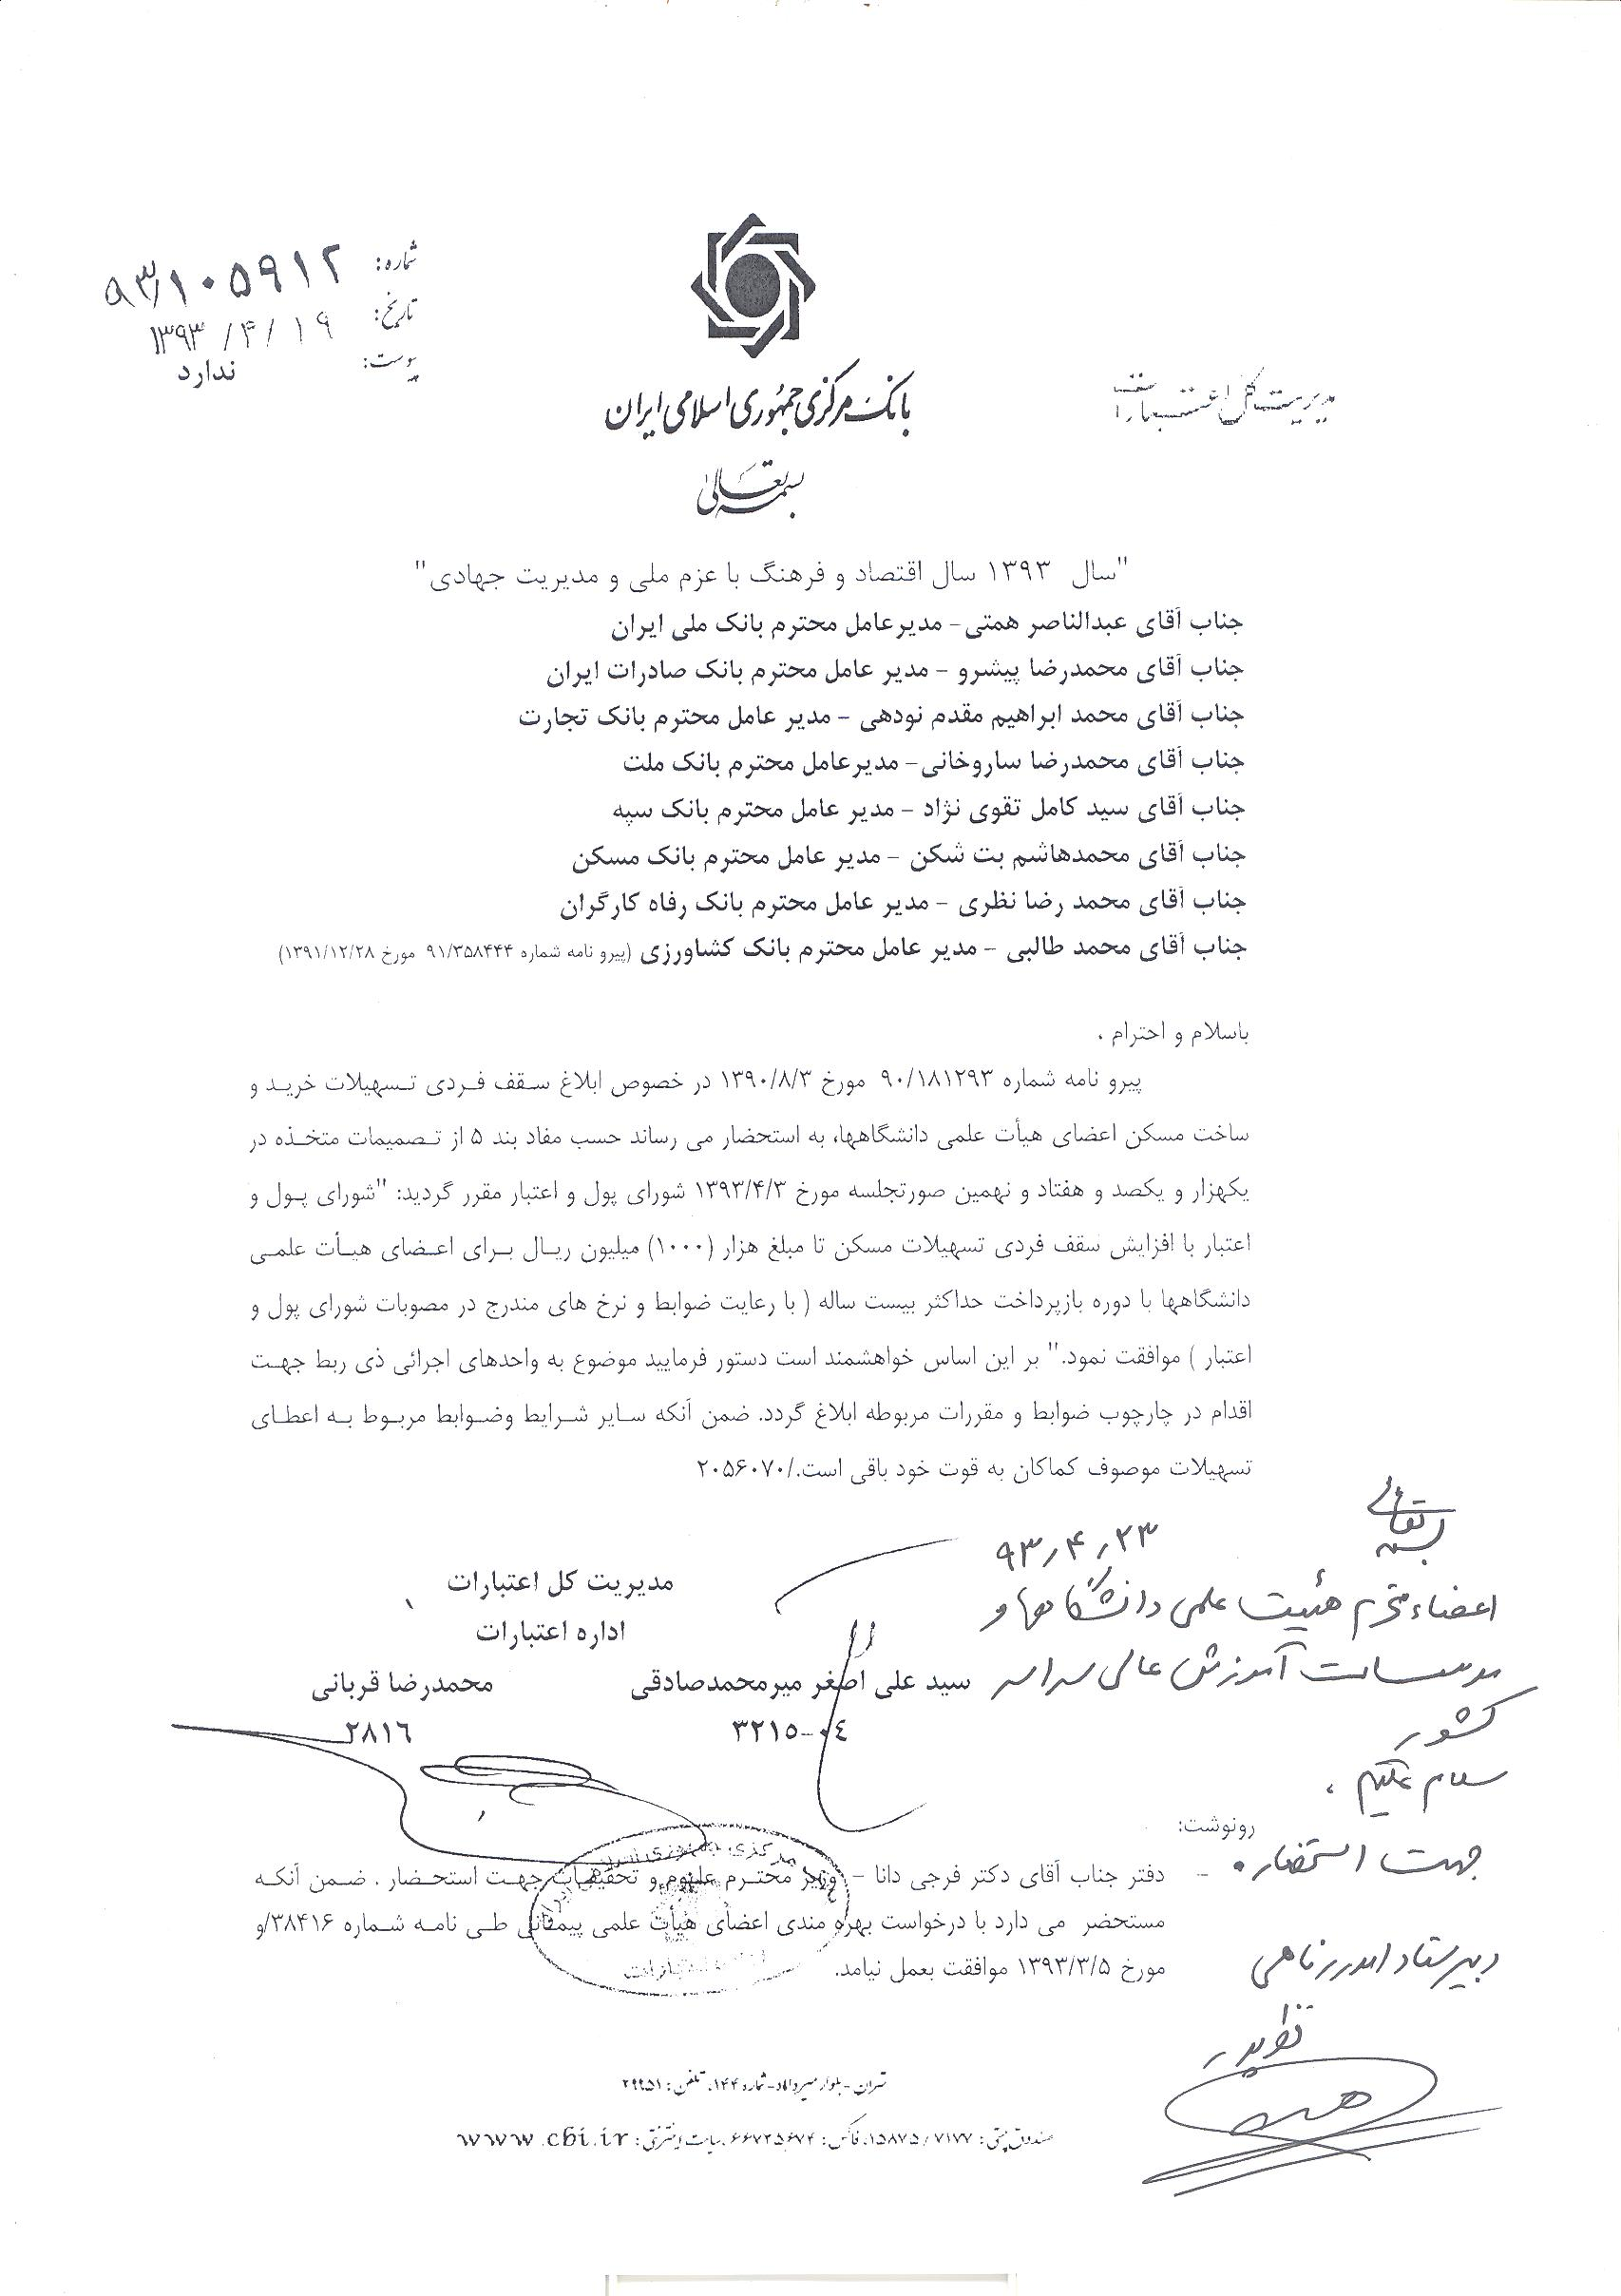 شماره: ۹۳/۱۰۵۹۱۲
تاریخ: ۱۳۹۳/۴/۱۹
پیوست: ندارد
بانک مرکزی جمهوری اسلامی ایران
مدیریت کل اعتبارات
بسمه تعالی
"سال ۱۳۹۳ سال اقتصاد و فرهنگ با عزم ملی و مدیریت جهادی"
جناب آقای عبدالناصر همتی- مدیرعامل محترم بانک ملی ایران
جناب آقای محمدرضا پیشرو - مدیر عامل محترم بانک صادرات ایران
جناب آقای محمد ابراهیم مقدم نودهی - مدیر عامل محترم بانک تجارت
جناب آقای محمدرضا ساروخانی- مدیرعامل محترم بانک ملت
جناب آقای سید کامل تقوی نژاد - مدیر عامل محترم بانک سپه
جناب آقای محمدهاشم بت شکن - مدیر عامل محترم بانک مسکن
جناب آقای محمد رضا نظری - مدیر عامل محترم بانک رفاه کارگران
جناب آقای محمد طالبی - مدیر عامل محترم بانک کشاورزی (پیرو نامه شماره ۹۱/۳۵۸۴۴۴ مورخ ۱۳۹۱/۱۲/۲۸)
باسلام و احترام ،
پیرو نامه شماره ۹۰/۱۸۱۲۹۳ مورخ ۱۳۹۰/۸/۳ در خصوص ابلاغ سقف فردی تسهیلات خرید و
ساخت مسکن اعضای هیأت علمی دانشگاهها، به استحضار می رساند حسب مفاد بند ۵ از تصمیمات متخذه در
یکهزار و یکصد و هفتاد و نهمین صورتجلسه مورخ ۱۳۹۳/۴/۳ شورای پول و اعتبار مقرر گردید: "شورای پول و
اعتبار با افزایش سقف فردی تسهیلات مسکن تا مبلغ هزار (۱۰۰۰) میلیون ریال برای اعضای هیأت علمی
دانشگاهها با دوره بازپرداخت حداکثر بیست ساله ( با رعایت ضوابط و نرخ های مندرج در مصوبات شورای پول و
اعتبار ) موافقت نمود." بر این اساس خواهشمند است دستور فرمایید موضوع به واحدهای اجرائی ذی ربط جهت
اقدام در چارچوب ضوابط و مقررات مربوطه ابلاغ گردد. ضمن آنکه سایر شرایط وضوابط مربوط به اعطای
تسهیلات موصوف کماکان به قوت خود باقی است./۲۰۵۶۰۷۰
بسمه تعالی
۹۳/۴/۲۳
اعضاء محترم هیئت علمی دانشگاهها و
موسسات آموزش عالی سراسر
کشور
سلام علیکم ،
جهت استحضار.
دبیر ستاد امور رفاهی
مدیریت کل اعتبارات
اداره اعتبارات
سید علی اصغر میرمحمدصادقی محمدرضا قربانی
۳۲۱۵-۰۴ ۲۸۱۶
رونوشت:
- دفتر جناب آقای دکتر فرجی دانا - وزیر محترم علوم و تحقیقات جهت استحضار . ضمن آنکه
مستحضر می دارد با درخواست بهره مندی اعضای هیأت علمی پیمانی طی نامه شماره ۳۸۴۱۶/و
مورخ ۱۳۹۳/۳/۵ موافقت بعمل نیامد.
تهران - بلوار میرداماد - شماره ۱۴۴، تلفن: ۲۹۹۵۱
صندوق پستی: ۱۵۸۷۵/۷۱۷۷، فاکس: ۶۶۷۳۵۶۷۴، سایت اینترنتی: www.cbi.ir